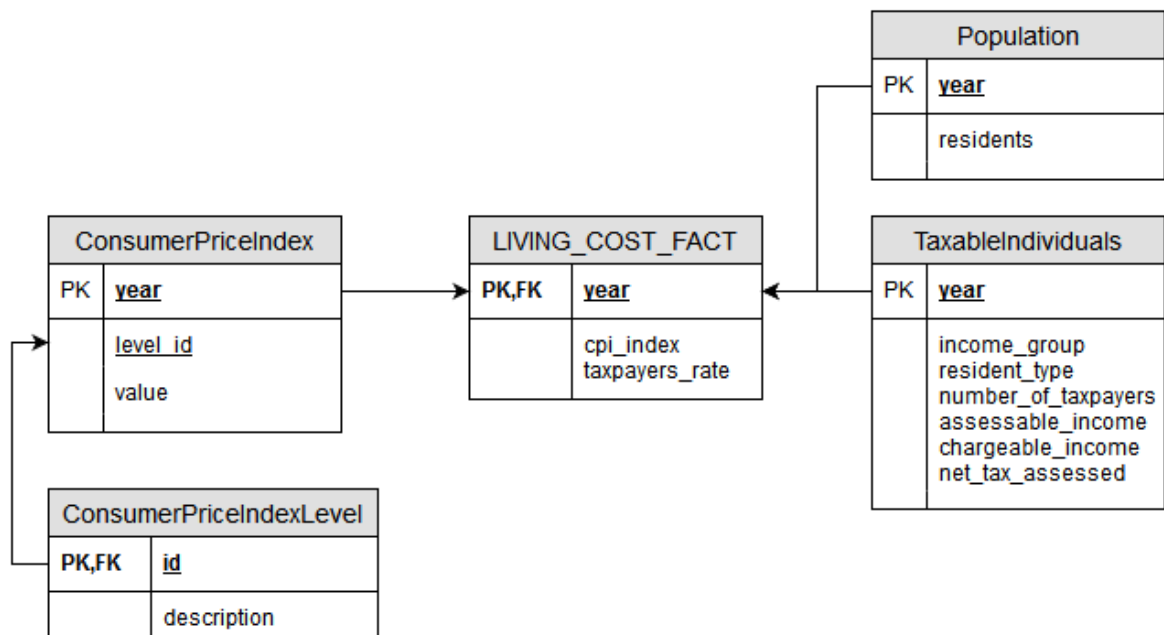 Population
PK year
residents
ConsumerPriceIndex
PK year
level_id
value
LIVING_COST_FACT
PK,FK year
cpi_index
taxpayers_rate
TaxableIndividuals
PK year
income_group
resident_type
number_of_taxpayers
assessable_income
chargeable_income
net_tax_assessed
ConsumerPriceIndexLevel
PK,FK id
description